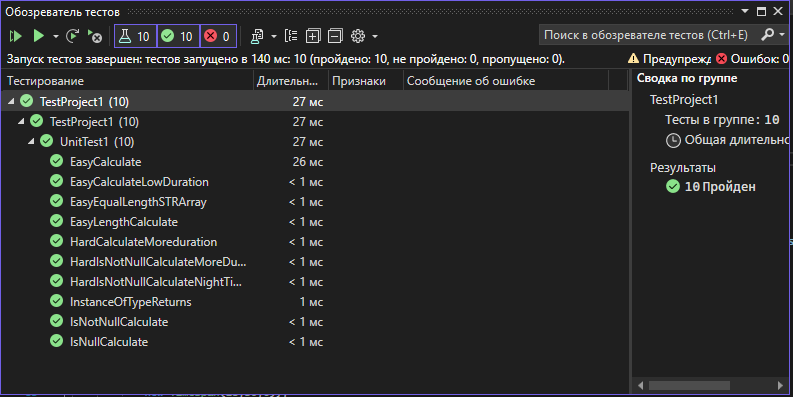 Обозреватель тестов
10 10 0 Поиск в обозревателе тестов (Ctrl+E)
Запуск тестов завершен: тестов запущено в 140 мс: 10 (пройдено: 10, не пройдено: 0, пропущено: 0). Предупрежд Ошибок: 0
Тестирование Длительн... Признаки Сообщение об ошибке
TestProject1 (10) 27 мс
TestProject1 (10) 27 мс
UnitTest1 (10) 27 мс
EasyCalculate 26 мс
EasyCalculateLowDuration < 1 мс
EasyEqualLengthSTRArray < 1 мс
EasyLengthCalculate < 1 мс
HardCalculateMoreduration < 1 мс
HardIsNotNullCalculateMoreDu... < 1 мс
HardIsNotNullCalculateNightTi... < 1 мс
InstanceOfTypeReturns 1 мс
IsNotNullCalculate < 1 мс
IsNullCalculate < 1 мс
Сводка по группе
TestProject1
Тесты в группе: 10
Общая длительно
Результаты
10 Пройден